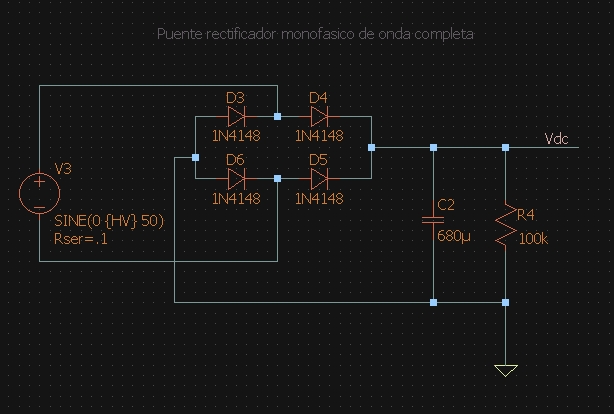 Puente rectificador monofasico de onda completa
D3
D4
1N4148
1N4148
Vdc
D6
D5
V3
1N4148
1N4148
C2
R4
SINE(0 {HV} 50)
680µ
100k
Rser=.1